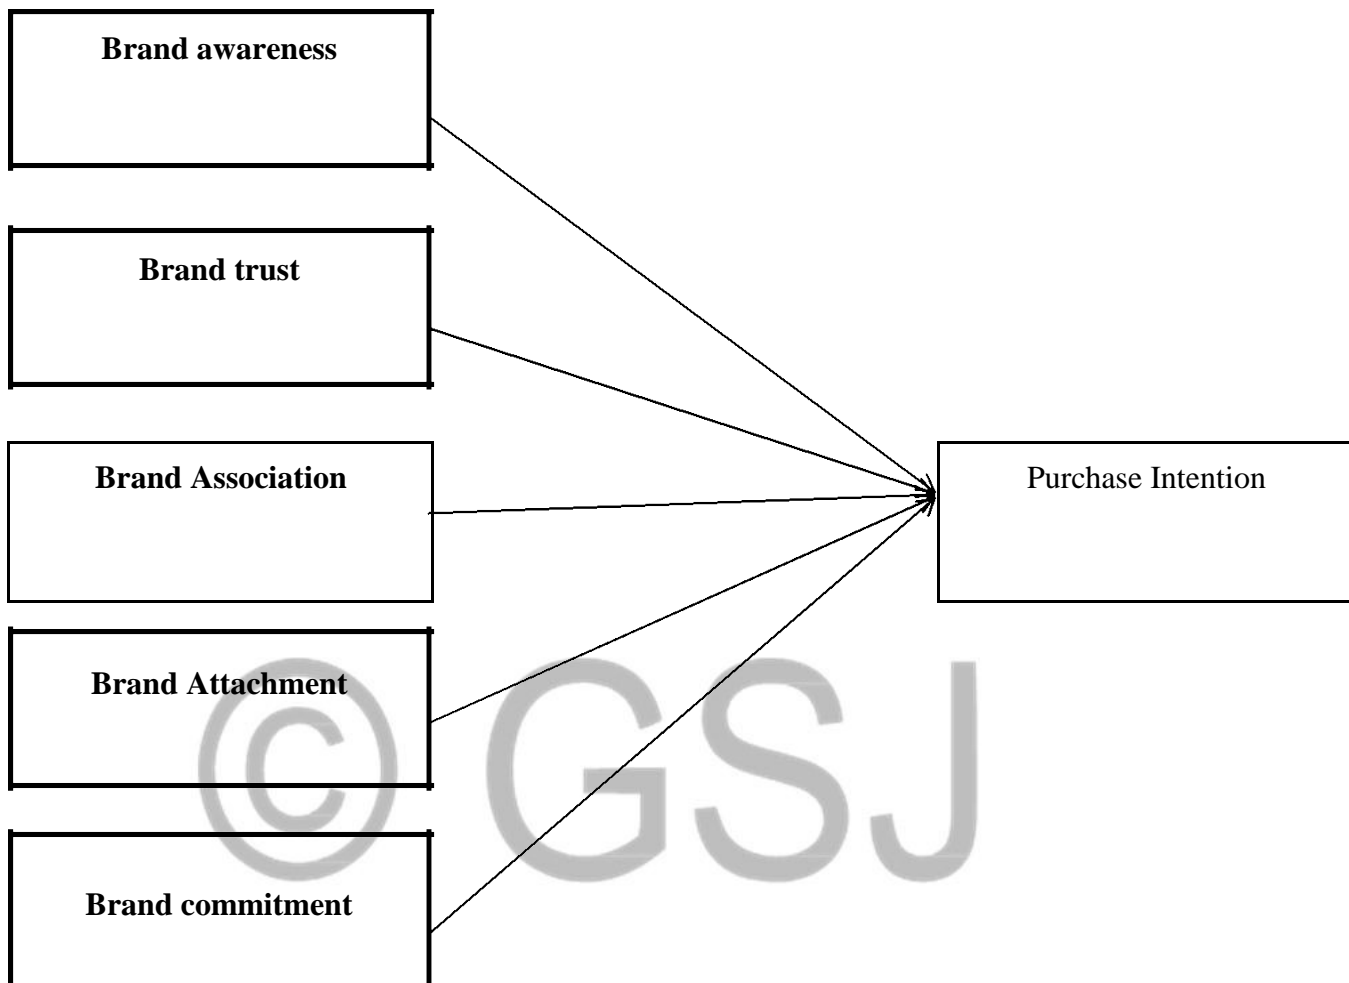 Brand awareness
Brand trust
Brand Association
Purchase Intention
Brand Attachment
© GSJ
Brand commitment